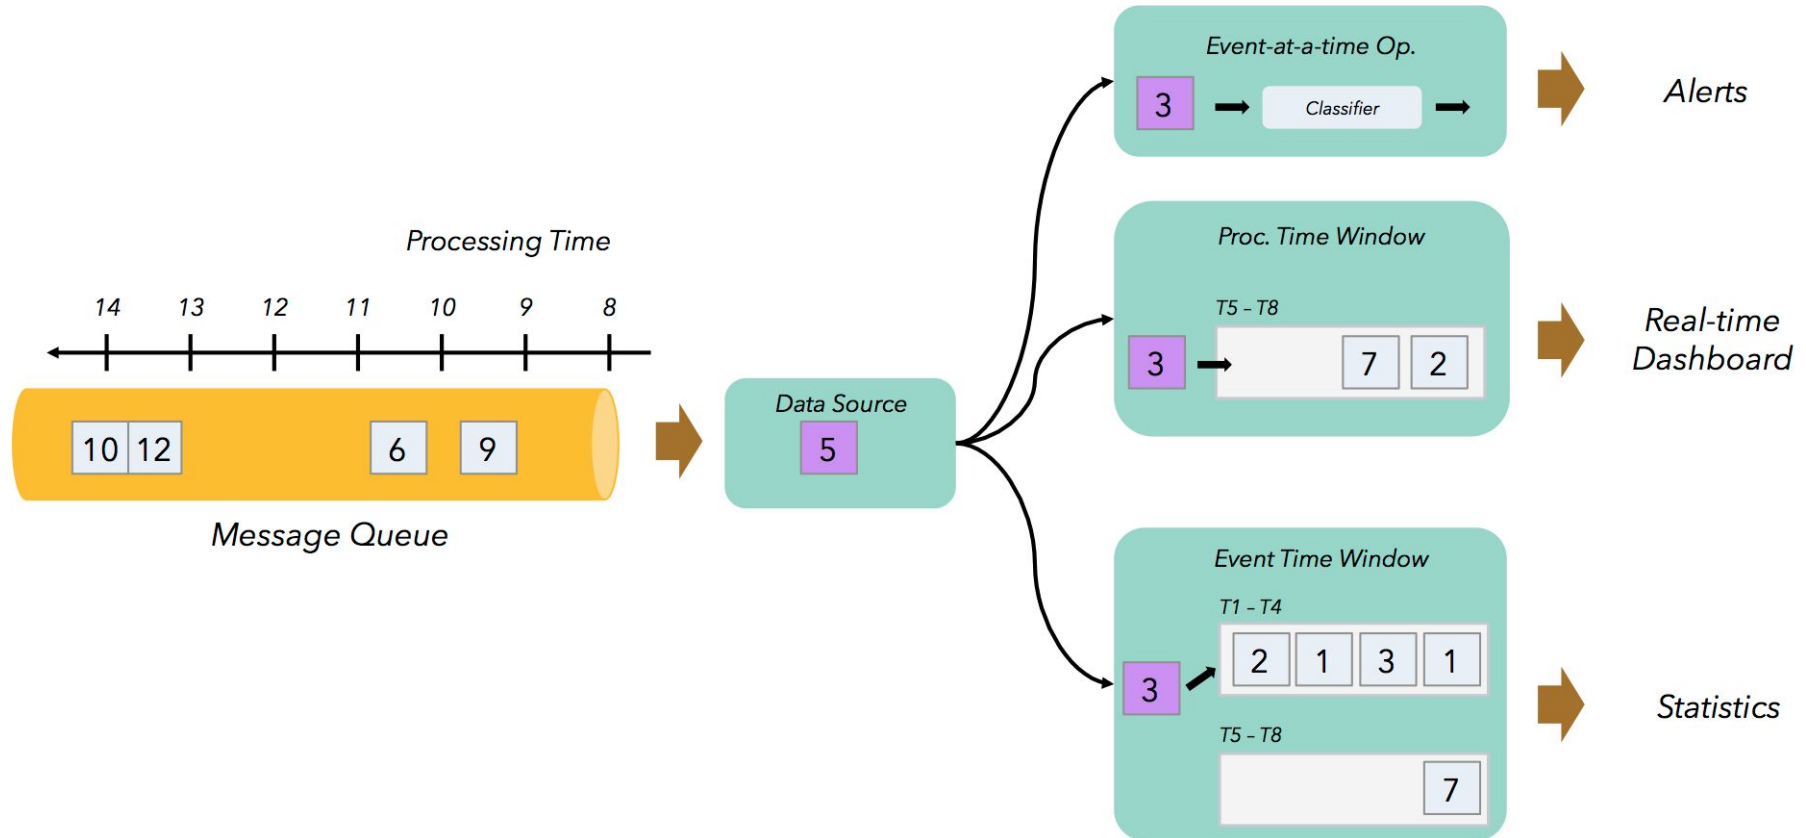 Processing Time
14 13 12 11 10 9 8
10 12 6 9
Message Queue
Data Source
5
Event-at-a-time Op.
3 Classifier
Alerts
Proc. Time Window
T5 – T8
3 7 2
Real-time
Dashboard
Event Time Window
T1 – T4
2 1 3 1
3
T5 – T8
7
Statistics